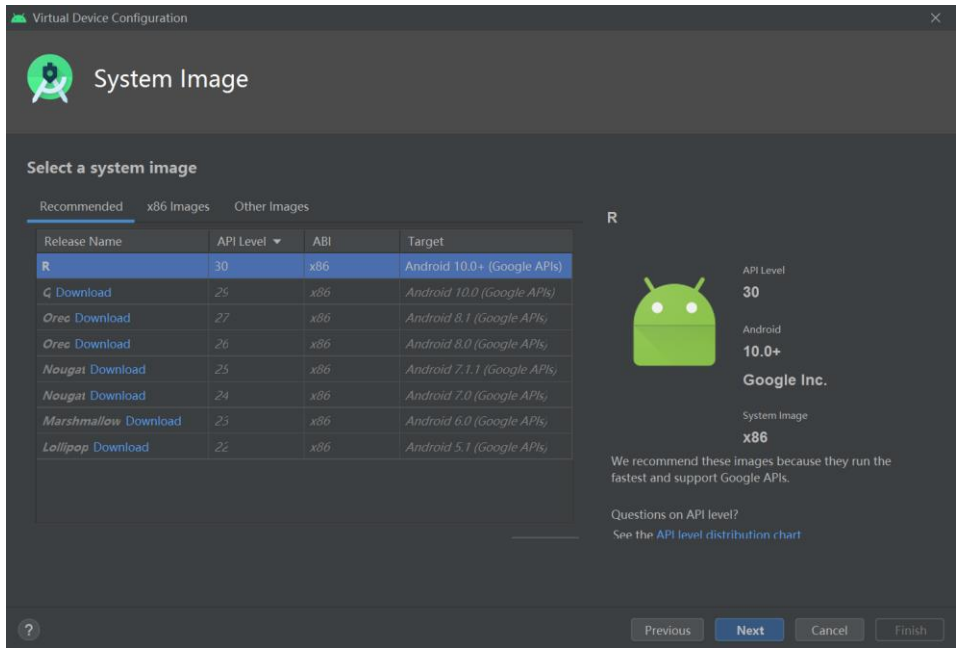 Virtual Device Configuration
System Image
Select a system image
Recommended x86 Images Other Images
Release Name API Level ABI Target
R 30 x86 Android 10.0+ (Google APIs)
Download x86 Android 10.0 (Google APIs)
Oreo Download 27 x86 Android 8.1 (Google APIs)
Oreo Download 26 x86 Android 8.0 (Google APIs)
Nougat Download 25 x86 Android 7.1.1 (Google APIs)
Nougat Download 24 x86 Android 7.0 (Google APIs)
Marshmallow Download 23 x86 Android 6.0 (Google APIs)
Lollipop Download 22 x86 Android 5.1 (Google APIs)
R
API Level
30
Android
10.0+
Google Inc.
System Image
x86
We recommend these images because they run the
fastest and support Google APIs.
Questions on API level?
See the API level distribution chart
? Previous Next Cancel Finish